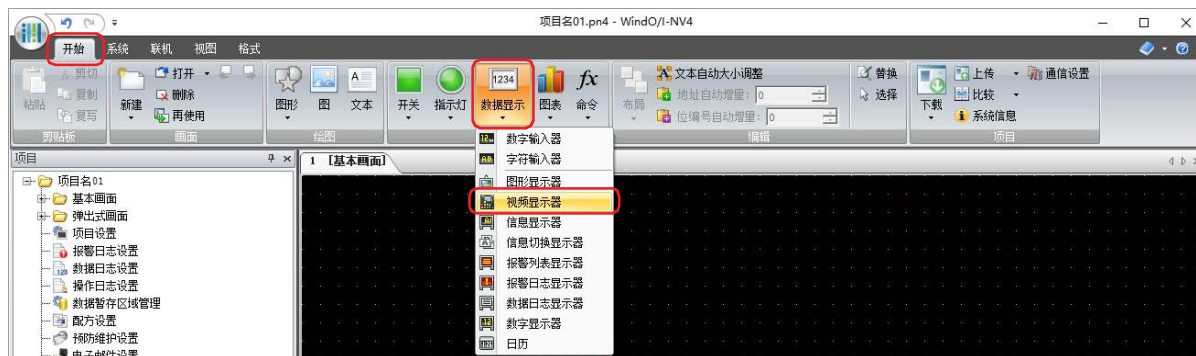 项目名01.pn4 - WindO/I-NV4
开始 系统 联机 视图 格式
粘贴 剪切 复制 复写
新建 打开 删除 再使用
图形 图 文本
开关 指示灯 1234 数据显示 图表 fx 命令
布局 文本自动大小调整 替换
地址自动增里: 0 选择
位编号自动增里: 0
下载 上传 比较 系统信息 通信设置
剪贴板 画面 绘图 编辑 项目
项目
1 [基本画面]
项目名01
基本画面
弹出式画面
项目设置
报警日志设置
数据日志设置
操作日志设置
数据暂存区域管理
配方设置
预防维护设置
电子邮件设置
数字输入器
字符输入器
图形显示器
视频显示器
信息显示器
信息切换显示器
报警列表显示器
报警日志显示器
数据日志显示器
数字显示器
日历